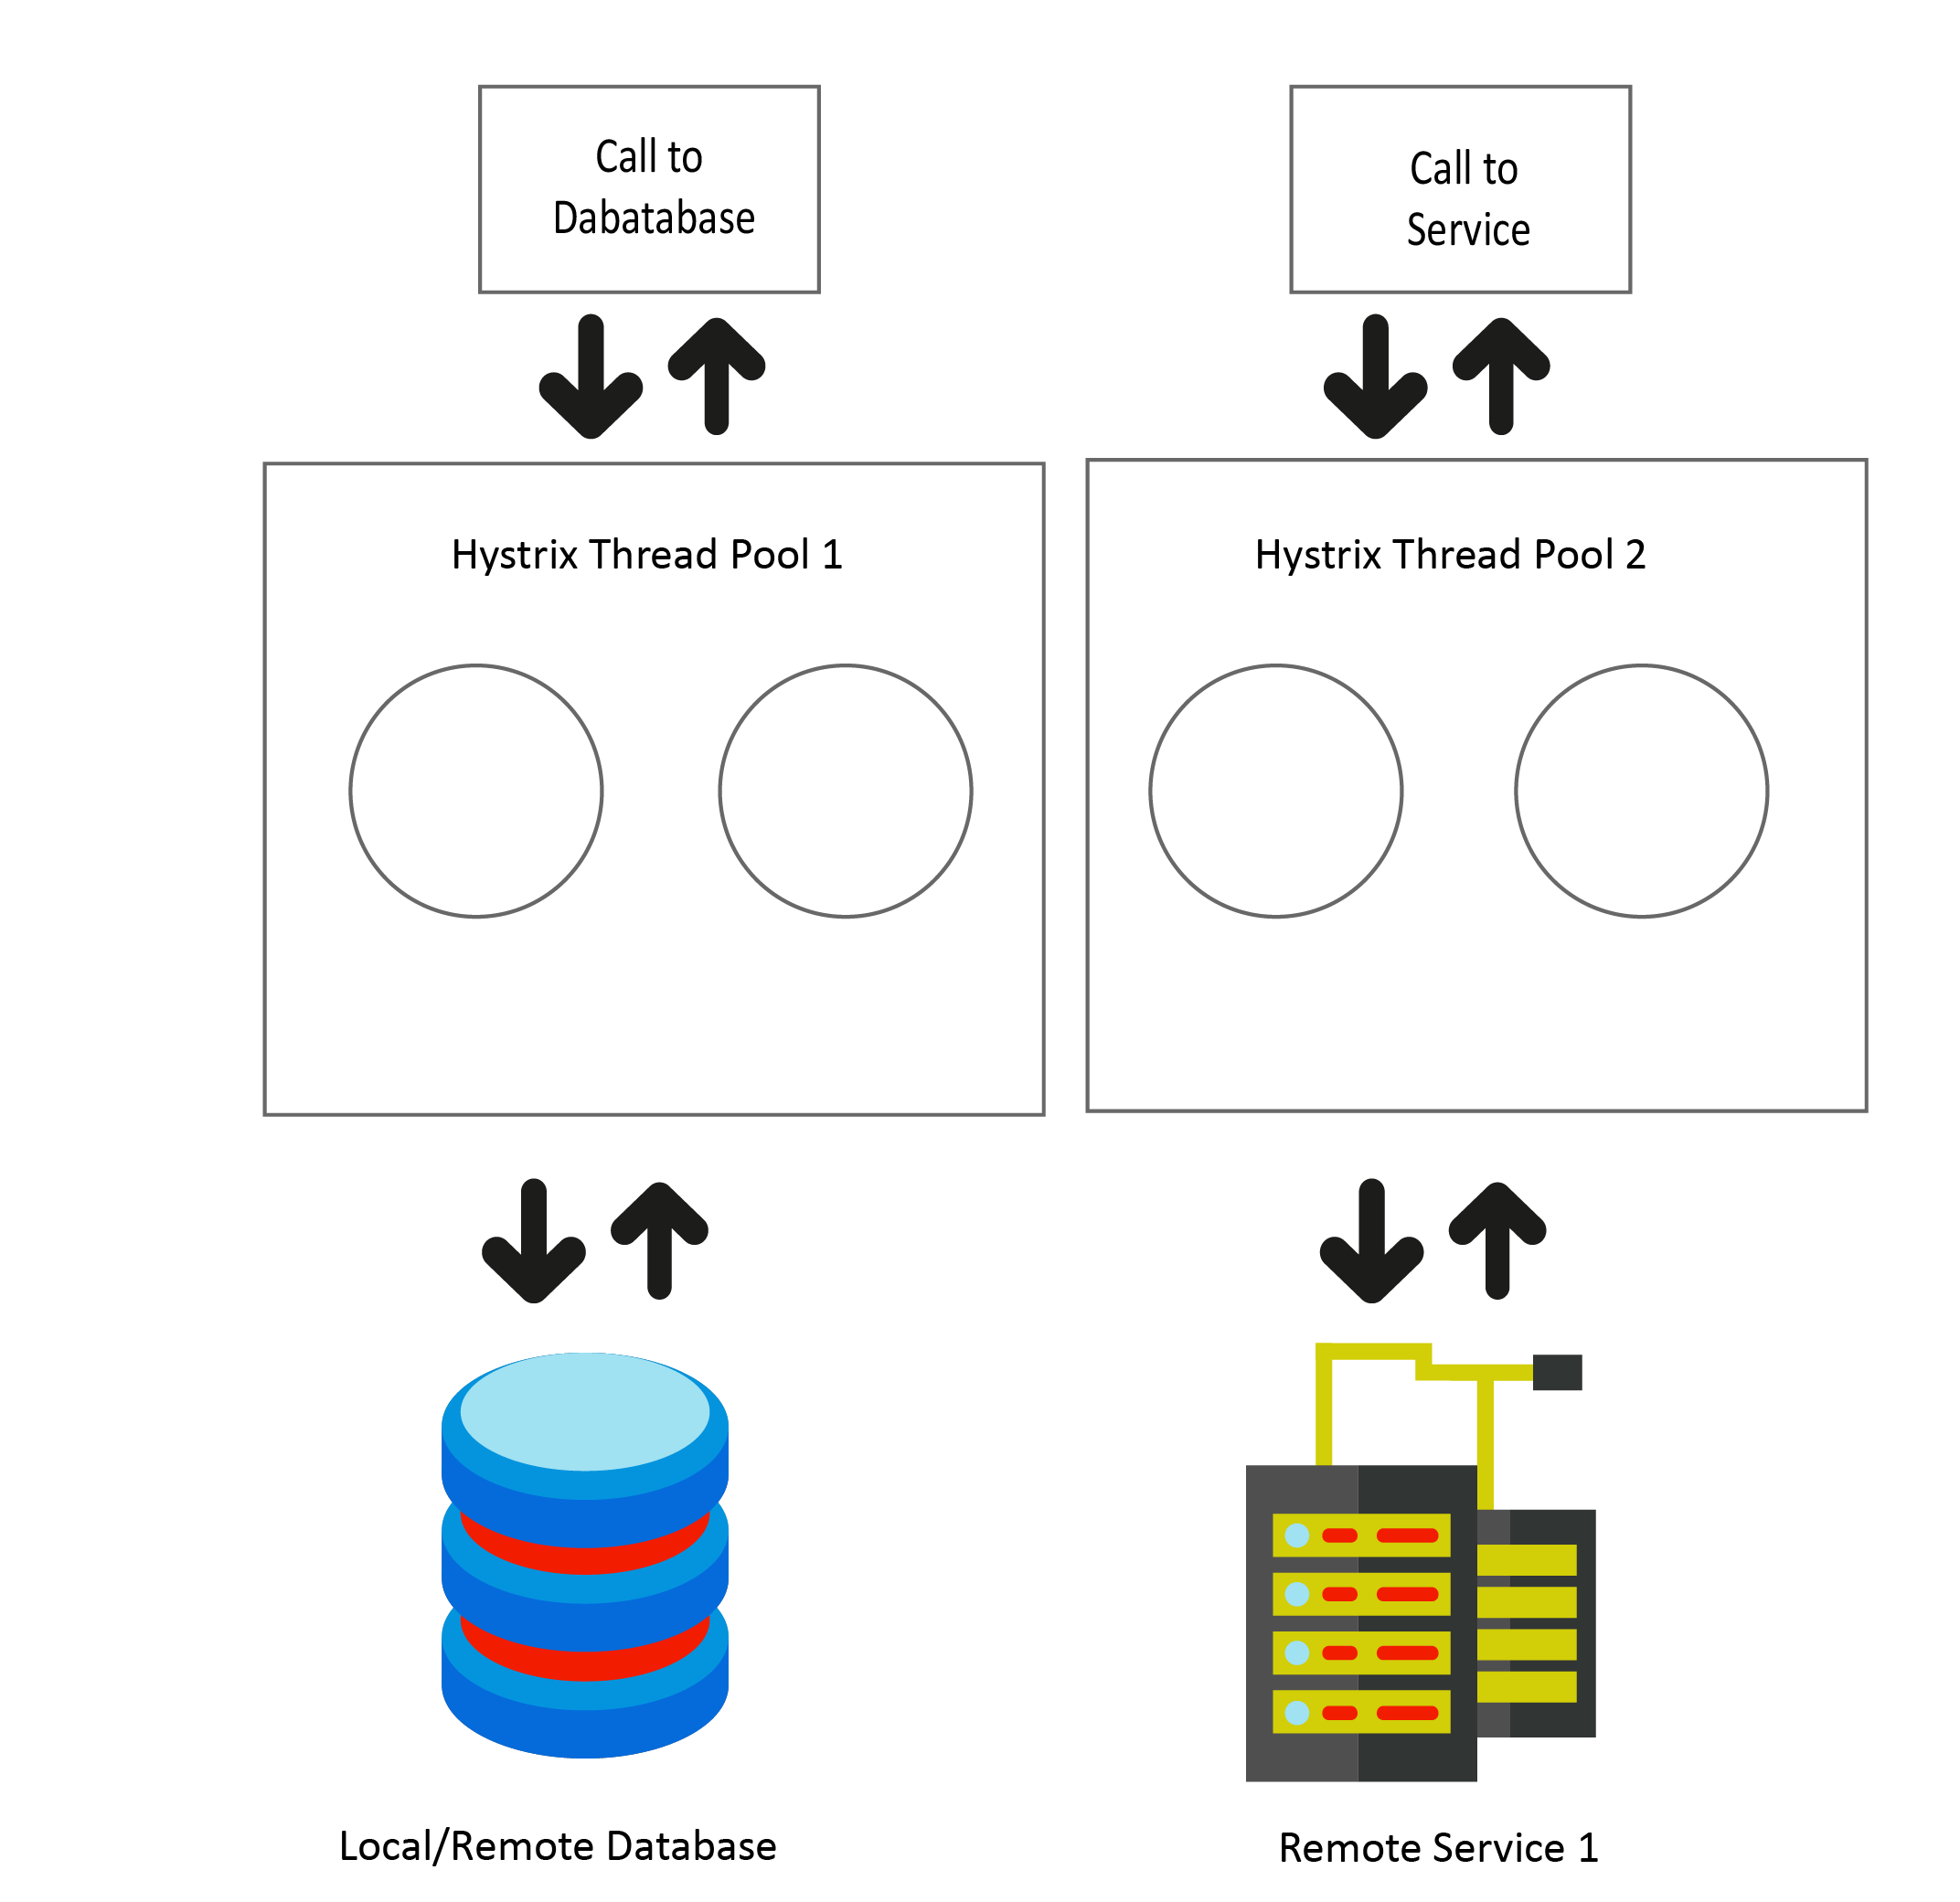 Call to
Dabatabase
Call to
Service
Hystrix Thread Pool 1
Hystrix Thread Pool 2
Local/Remote Database
Remote Service 1